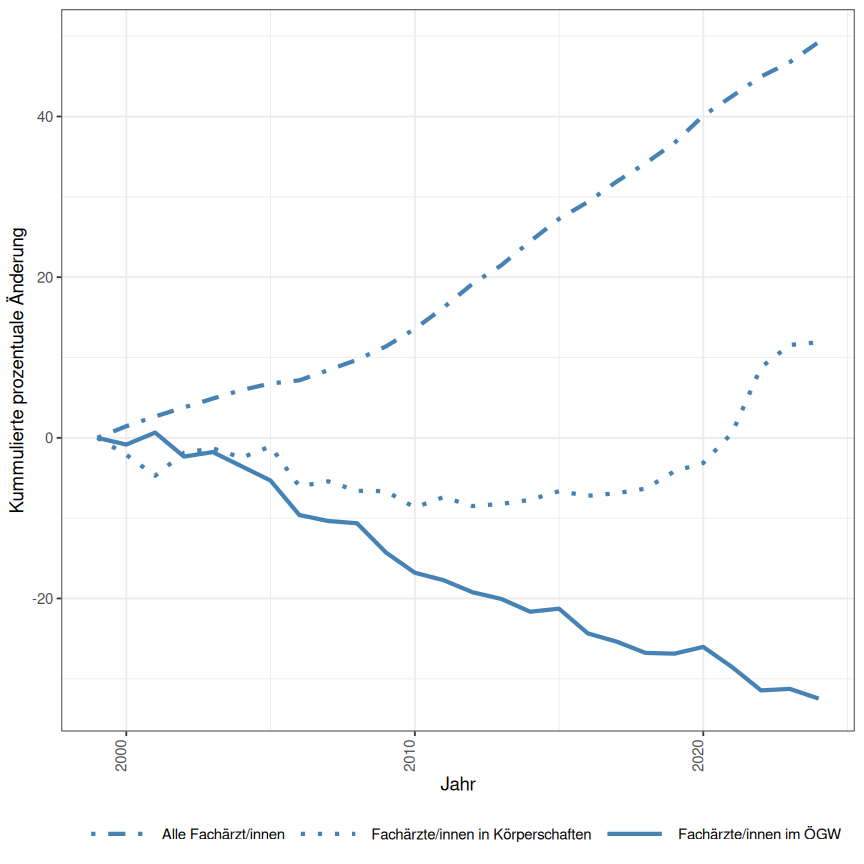 Kummulierte prozentuale Änderung
40
20
0
-20
2000
2010
2020
Jahr
Alle Fachärzt/innen
Fachärzte/innen in Körperschaften
Fachärzte/innen im ÖGW